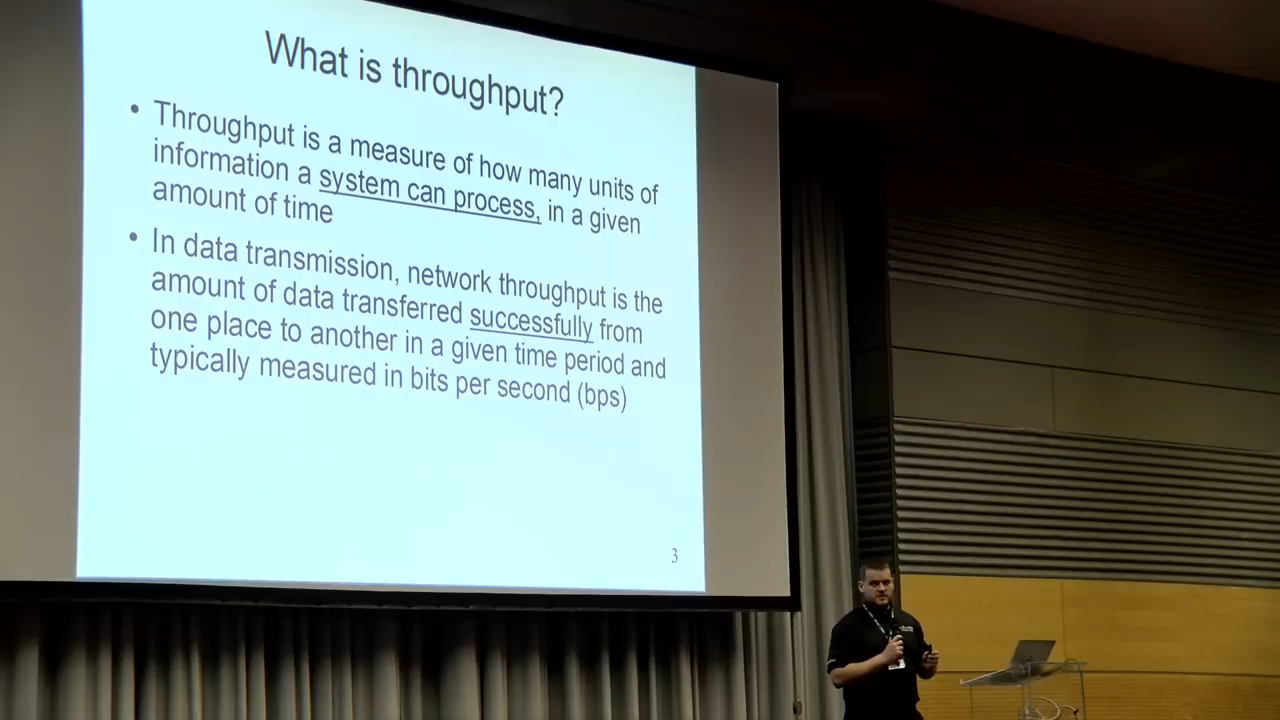 What is throughput?
• Throughput is a measure of how many units of
information a system can process, in a given
amount of time
• In data transmission, network throughput is the
amount of data transferred successfully from
one place to another in a given time period and
typically measured in bits per second (bps)
3